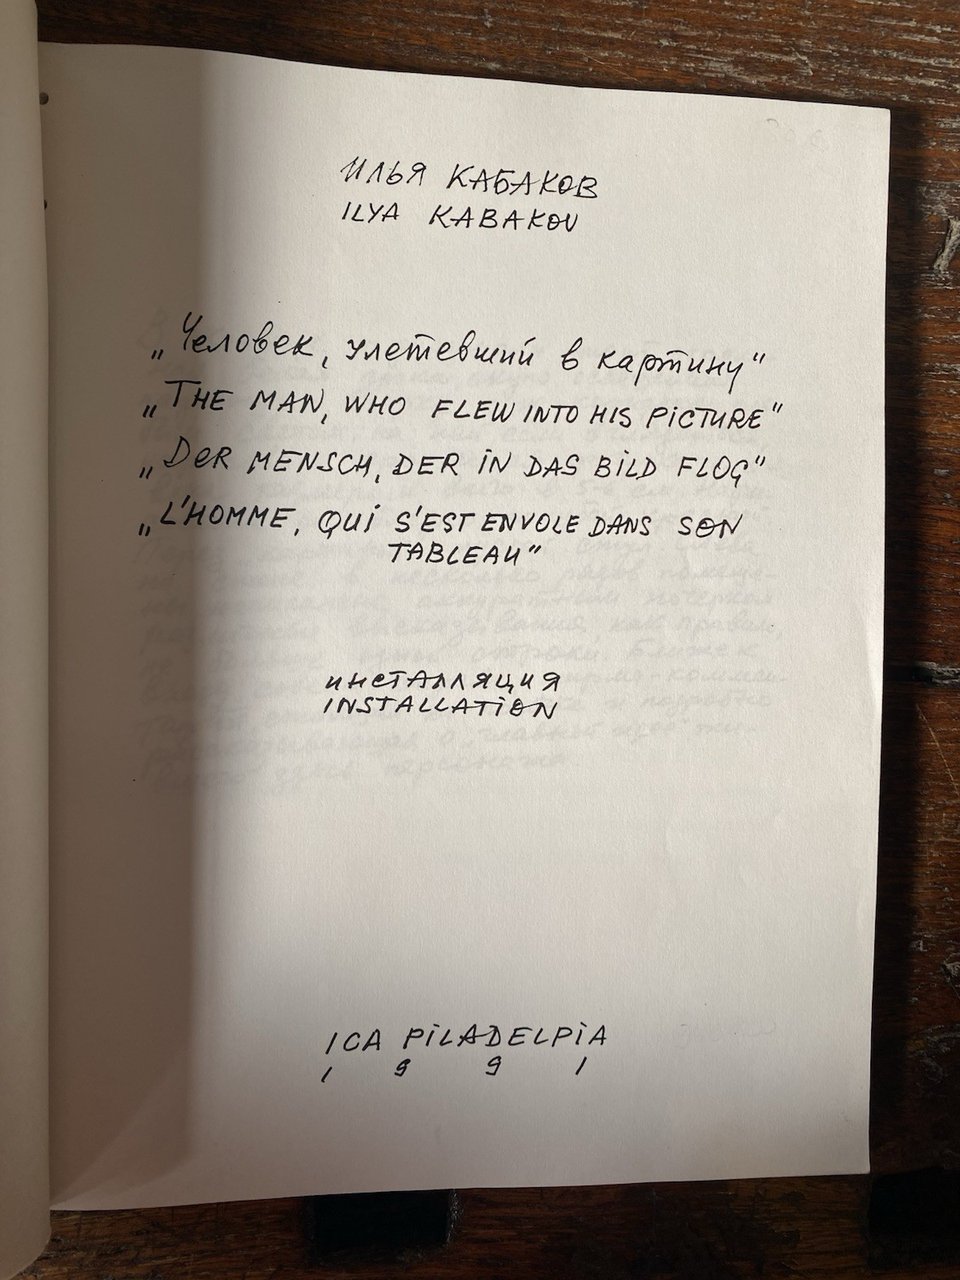 ИЛЬЯ КАБАКОВ
ILYA KABAKOV
„Человек, улетевший в картину"
„THE MAN, WHO FLEW INTO HIS PICTURE"
„DER MENSCH, DER IN DAS BILD FLOG"
„L'HOMME, QUI S'EST ENVOLE DANS SON
TABLEAU"
ИНСТАЛЛЯЦИЯ
INSTALLATION
ICA PILADELPIA
1 9 9 1